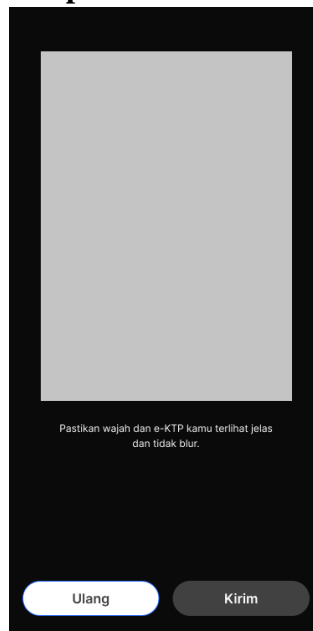 Pastikan wajah dan e-KTP kamu terlihat jelas
dan tidak blur.
Ulang
Kirim